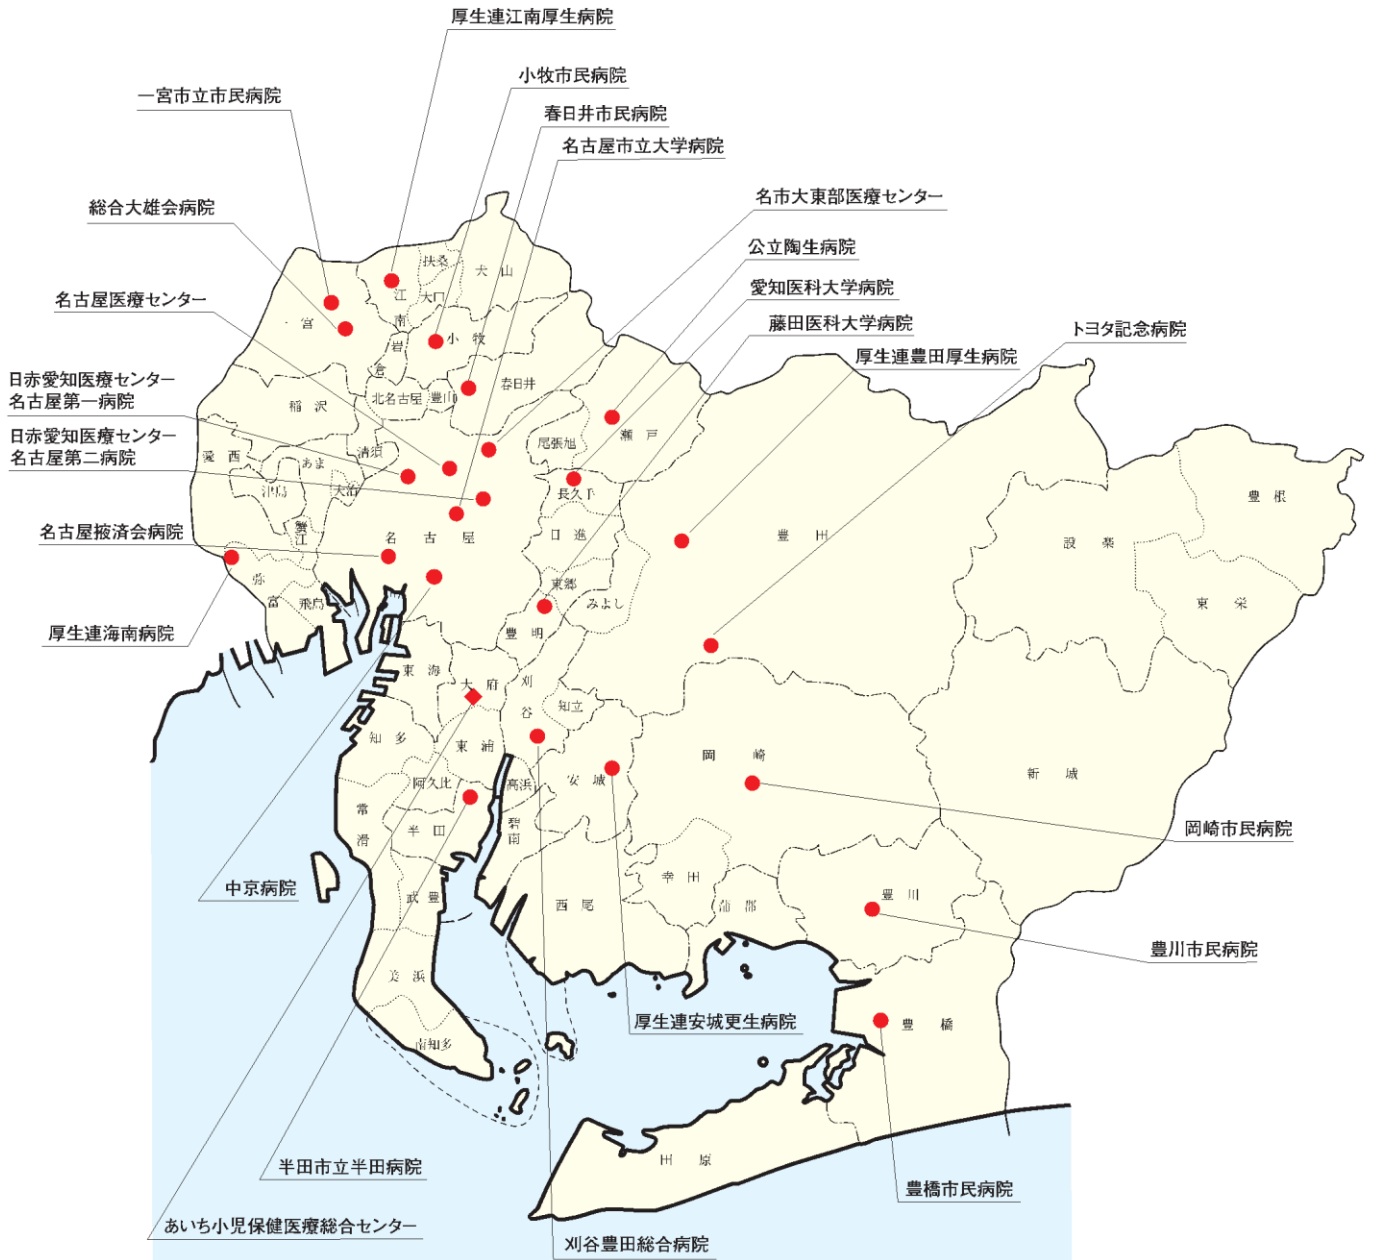 厚生連江南厚生病院
小牧市民病院
一宮市立市民病院
春日井市民病院
名古屋市立大学病院
総合大雄会病院
名市大東部医療センター
公立陶生病院
愛知医科大学病院
名古屋医療センター
藤田医科大学病院
トヨタ記念病院
厚生連豊田厚生病院
日赤愛知医療センター
名古屋第一病院
日赤愛知医療センター
名古屋第二病院
名古屋掖済会病院
厚生連海南病院
中京病院
岡崎市民病院
豊川市民病院
厚生連安城更生病院
半田市立半田病院
豊橋市民病院
あいち小児保健医療総合センター
刈谷豊田総合病院
扶桑
犬山
大口
江南
一宮
小牧
岩倉
春日井
北名古屋
豊山
稲沢
瀬戸
尾張旭
清須
愛西
あま
津島
大治
長久手
豊根
蟹江
名古屋
日進
豊田
設楽
弥富
飛島
東郷
みよし
東栄
豊明
東海
大府
刈谷
知立
知多
東浦
岡崎
新城
阿久比
高浜
安城
常滑
半田
碧南
幸田
豊川
武豊
西尾
蒲郡
美浜
豊橋
南知多
田原